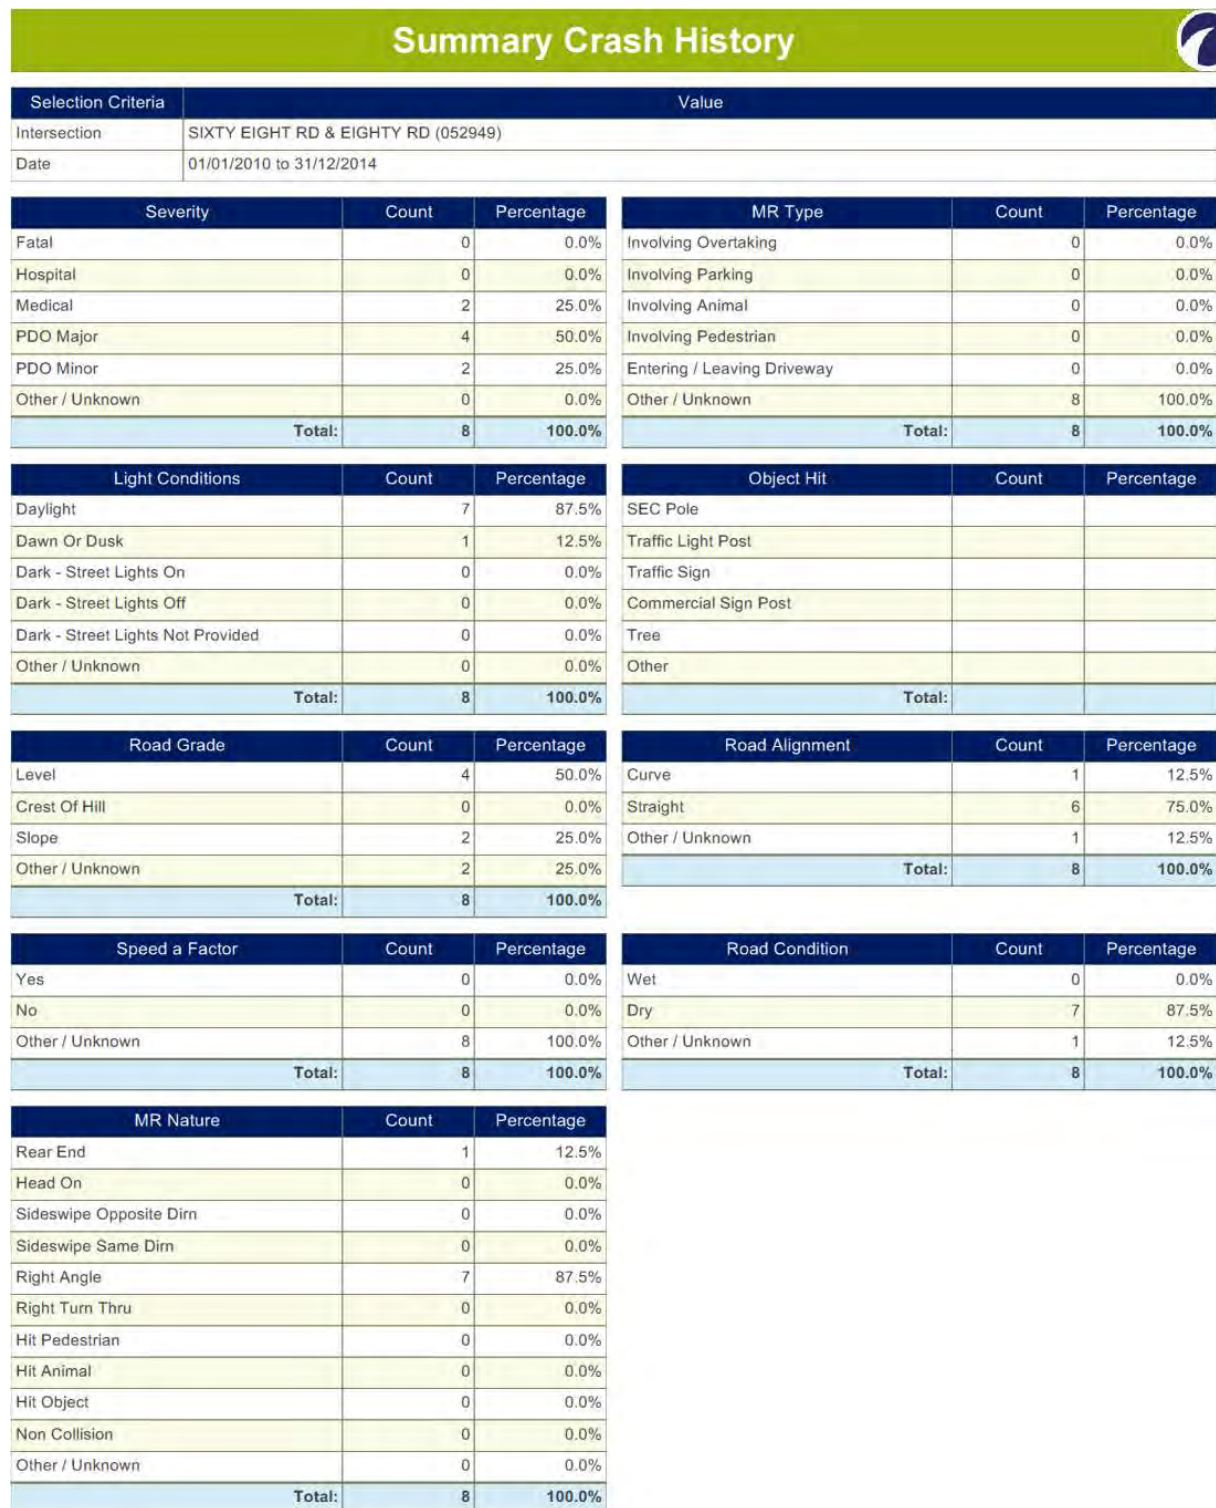 Summary Crash History
Selection Criteria Value
Intersection SIXTY EIGHT RD & EIGHTY RD (052949)
Date 01/01/2010 to 31/12/2014
Severity Count Percentage
Fatal 0 0.0%
Hospital 0 0.0%
Medical 2 25.0%
PDO Major 4 50.0%
PDO Minor 2 25.0%
Other / Unknown 0 0.0%
Total: 8 100.0%
MR Type Count Percentage
Involving Overtaking 0 0.0%
Involving Parking 0 0.0%
Involving Animal 0 0.0%
Involving Pedestrian 0 0.0%
Entering / Leaving Driveway 0 0.0%
Other / Unknown 8 100.0%
Total: 8 100.0%
Light Conditions Count Percentage
Daylight 7 87.5%
Dawn Or Dusk 1 12.5%
Dark - Street Lights On 0 0.0%
Dark - Street Lights Off 0 0.0%
Dark - Street Lights Not Provided 0 0.0%
Other / Unknown 0 0.0%
Total: 8 100.0%
Object Hit Count Percentage
SEC Pole
Traffic Light Post
Traffic Sign
Commercial Sign Post
Tree
Other
Total:
Road Grade Count Percentage
Level 4 50.0%
Crest Of Hill 0 0.0%
Slope 2 25.0%
Other / Unknown 2 25.0%
Total: 8 100.0%
Road Alignment Count Percentage
Curve 1 12.5%
Straight 6 75.0%
Other / Unknown 1 12.5%
Total: 8 100.0%
Speed a Factor Count Percentage
Yes 0 0.0%
No 0 0.0%
Other / Unknown 8 100.0%
Total: 8 100.0%
Road Condition Count Percentage
Wet 0 0.0%
Dry 7 87.5%
Other / Unknown 1 12.5%
Total: 8 100.0%
MR Nature Count Percentage
Rear End 1 12.5%
Head On 0 0.0%
Sideswipe Opposite Dirn 0 0.0%
Sideswipe Same Dirn 0 0.0%
Right Angle 7 87.5%
Right Turn Thru 0 0.0%
Hit Pedestrian 0 0.0%
Hit Animal 0 0.0%
Hit Object 0 0.0%
Non Collision 0 0.0%
Other / Unknown 0 0.0%
Total: 8 100.0%